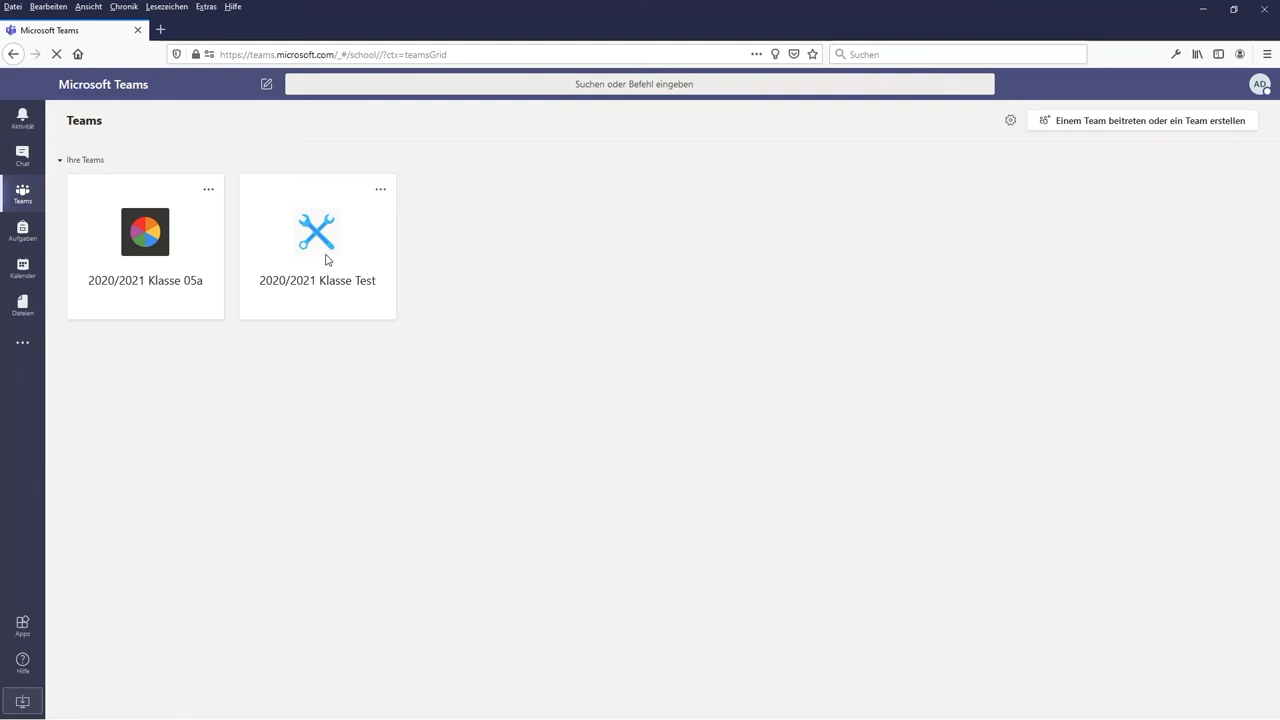 Datei Bearbeiten Ansicht Chronik Lesezeichen Extras Hilfe
Microsoft Teams
https://teams.microsoft.com/_#/school//?ctx=teamsGrid
Suchen
Microsoft Teams
Suchen oder Befehl eingeben
AD
Aktivität
Chat
Teams
Aufgaben
Kalender
Dateien
Teams
Einem Team beitreten oder ein Team erstellen
Ihre Teams
2020/2021 Klasse 05a
2020/2021 Klasse Test
Apps
Hilfe